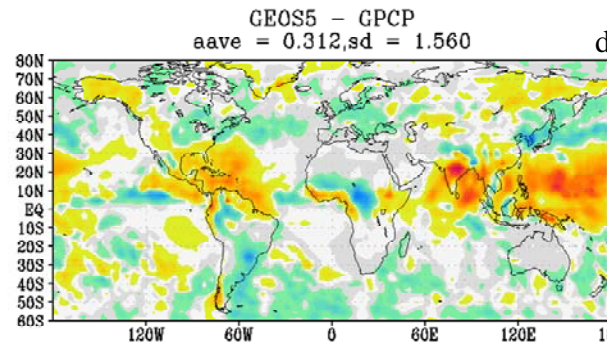 GEOS5 – GPCP
aave = 0.312,sd = 1.560
d
80N
70N
60N
50N
40N
30N
20N
10N
EQ
10S
20S
30S
40S
50S
60S
120W 60W 0 60E 120E 1